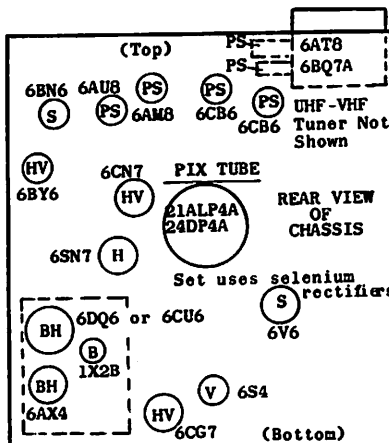 (Top)
PS
6AT8
PS
6BQ7A
6BN6
6AU8
PS
PS
PS
PS
S
6AM8
6CB6
6CB6
UHF-VHF
Tuner Not
Shown
HV
6BY6
6CN7
HV
PIX TUBE
21ALP4A
24DP4A
REAR VIEW
OF
CHASSIS
6SN7
H
Set uses selenium
rectifiers
S
6V6
BH
6DQ6 or 6CU6
B
1X2B
BH
6AX4
V
6S4
HV
6CG7
(Bottom)